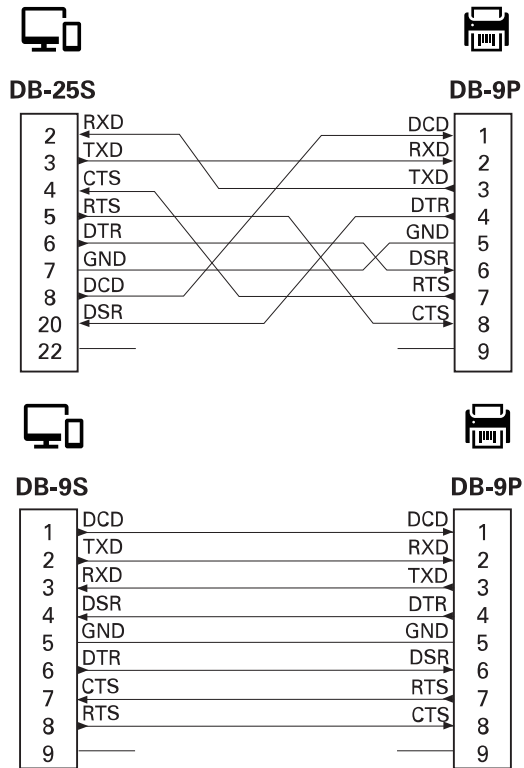 DB-25S DB-9P
2 RXD DCD 1
3 TXD RXD 2
4 CTS TXD 3
5 RTS DTR 4
6 DTR GND 5
7 GND DSR 6
8 DCD RTS 7
20 DSR CTS 8
22 9
DB-9S DB-9P
1 DCD DCD 1
2 TXD RXD 2
3 RXD TXD 3
4 DSR DTR 4
5 GND GND 5
6 DTR DSR 6
7 CTS RTS 7
8 RTS CTS 8
9 9